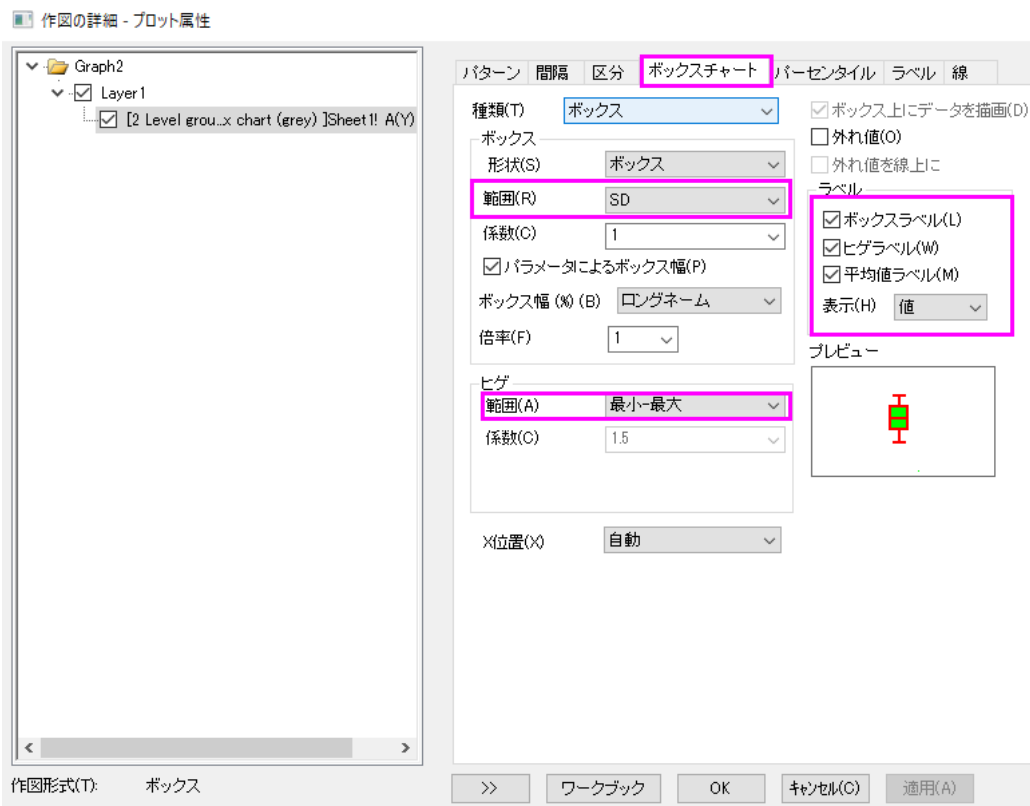 作図の詳細 - プロット属性
Graph2
Layer1
[2 Level grou...x chart (grey) ]Sheet1! A(Y)
パターン 間隔 区分 ボックスチャート パーセンタイル ラベル 線
種類(T) ボックス
ボックス
形状(S) ボックス
範囲(R) SD
係数(C) 1
パラメータによるボックス幅(P)
ボックス幅 (%) (B) ロングネーム
倍率(F) 1
ヒゲ
範囲(A) 最小-最大
係数(C) 1.5
X位置(X) 自動
ボックス上にデータを描画(D)
外れ値(O)
外れ値を線上に
ラベル
ボックスラベル(L)
ヒゲラベル(W)
平均値ラベル(M)
表示(H) 値
プレビュー
作図形式(T): ボックス
>> ワークブック OK キャンセル(C) 適用(A)